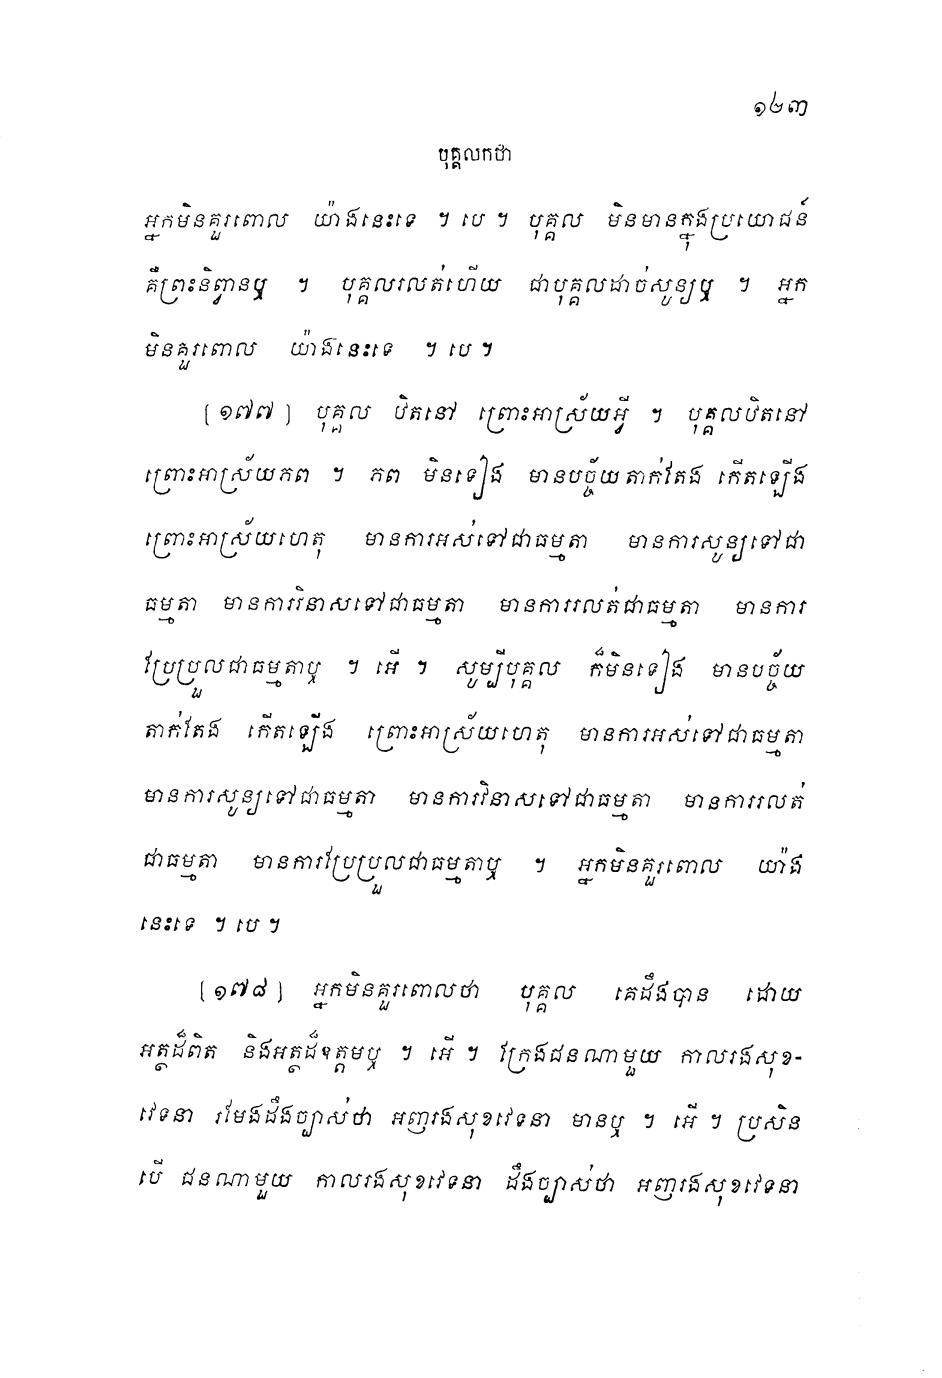 ១២៣
បុគ្គលកថា
អ្នកមិនគួរពោល យ៉ាងនេះទេ ។ បេ ។ បុគ្គល មិនមានក្នុងប្រយោជន៍
គឺព្រះនិព្វានឬ ។ បុគ្គលរលត់ហើយ ជាបុគ្គលដាច់សូន្យឬ ។ អ្នក
មិនគួរពោល យ៉ាងនេះទេ ។ បេ ។
[១៧៧] បុគ្គល ឋិតនៅ ព្រោះអាស្រ័យអ្វី ។ បុគ្គលឋិតនៅ
ព្រោះអាស្រ័យភព ។ ភព មិនទៀង មានបច្ច័យតាក់តែង កើតឡើង
ព្រោះអាស្រ័យហេតុ មានការអស់ទៅជាធម្មតា មានការសូន្យទៅជា
ធម្មតា មានការវិនាសទៅជាធម្មតា មានការរលត់ជាធម្មតា មានការ
ប្រែប្រួលជាធម្មតាឬ ។ អើ ។ សូម្បីបុគ្គល ក៏មិនទៀង មានបច្ច័យ
តាក់តែង កើតឡើង ព្រោះអាស្រ័យហេតុ មានការអស់ទៅជាធម្មតា
មានការសូន្យទៅជាធម្មតា មានការវិនាសទៅជាធម្មតា មានការរលត់
ជាធម្មតា មានការប្រែប្រួលជាធម្មតាឬ ។ អ្នកមិនគួរពោល យ៉ាង
នេះទេ ។ បេ ។
[១៧៨] អ្នកមិនគួរពោលថា បុគ្គល គេដឹងបាន ដោយ
អត្ថដ៏ពិត និងអត្ថដ៏ឧត្តមឬ ។ អើ ។ ក្រែងជនណាមួយ កាលរងសុខ-
វេទនា រមែងដឹងច្បាស់ថា អញរងសុខវេទនា មានឬ ។ អើ ។ ប្រសិន
បើ ជនណាមួយ កាលរងសុខវេទនា ដឹងច្បាស់ថា អញរងសុខវេទនា